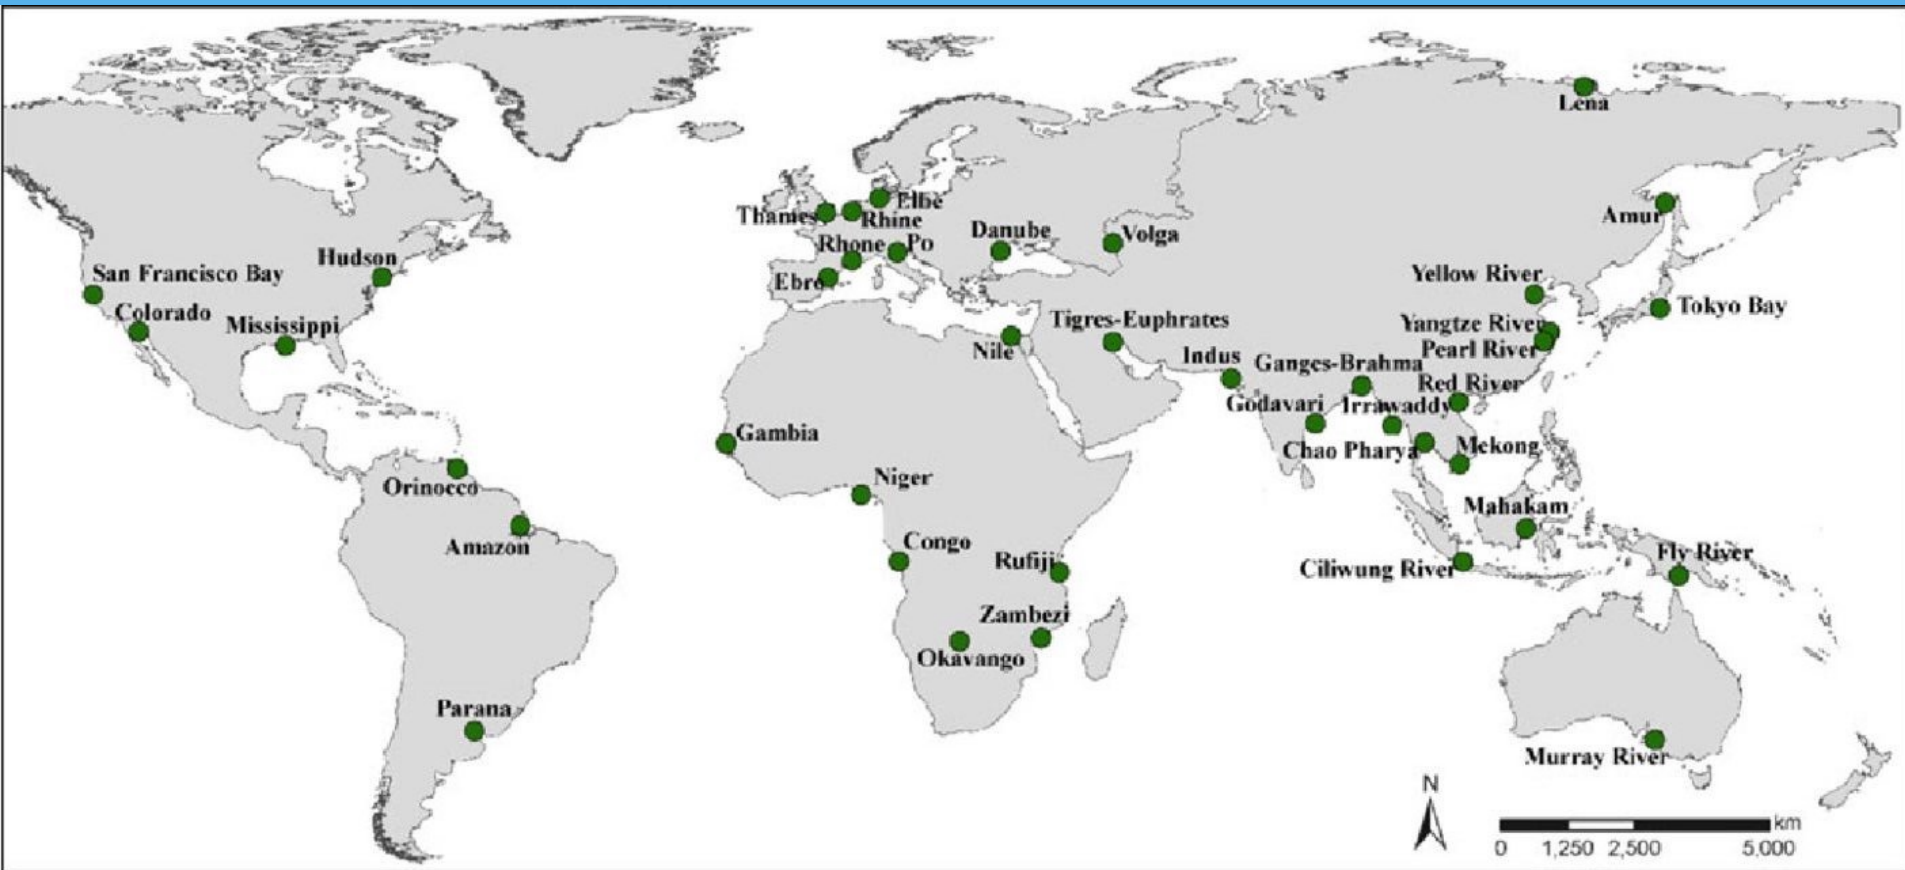 Lena
Elbe
Thames
Rhine
Amur
Danube
Volga
Rhone
Po
Hudson
San Francisco Bay
Yellow River
Ebro
Colorado
Tokyo Bay
Mississippi
Tigres-Euphrates
Yangtze River
Nile
Pearl River
Indus
Ganges-Brahma
Red River
Godavari
Irrawaddy
Gambia
Mekong
Chao Pharya
Orinocco
Niger
Mahakam
Amazon
Congo
Rufiji
Fly River
Ciliwung River
Zambezi
Okavango
Parana
Murray River
N
km
0 1,250 2,500 5,000